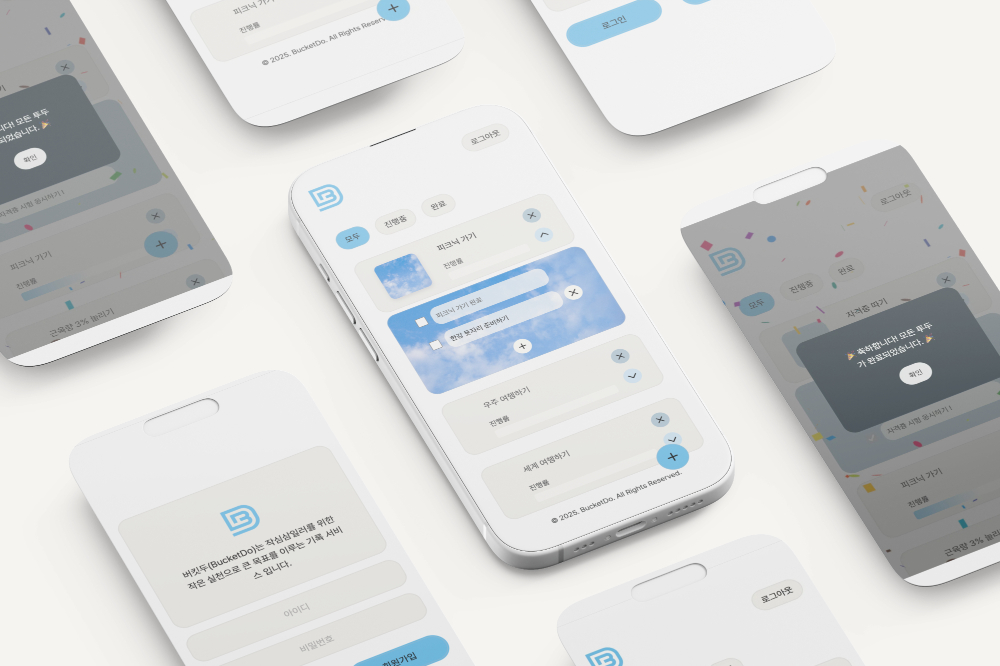 피크닉 가기
진행률
© 2025. BucketDo. All Rights Reserv
로그인
니다! 모든 투두
되었습니다. 🎉
확인
자격증 시험 응시하기 !
피크닉 가기
진행률
근육량 3% 늘리기
로그아웃
모두
진행중
완료
피크닉 가기
진행률
피크닉 가기 완료
한강 돗자리 준비하기
우주 여행하기
진행률
세계 여행하기
진행률
© 2025. BucketDo. All Rights Reserved.
로그아웃
모두
진행중
완료
자격증 따기
🎉 축하합니다! 모든 투두
가 완료되었습니다. 🎉
확인
자격증 시험 응시하기 !
피크닉 가기
진행률
근육량 3% 늘리
버킷두(BucketDo)는 작심삼일러를 위한
작은 실천으로 큰 목표를 이루는 기록 서비
스 입니다.
아이디
비밀번호
회원가입
로그아웃